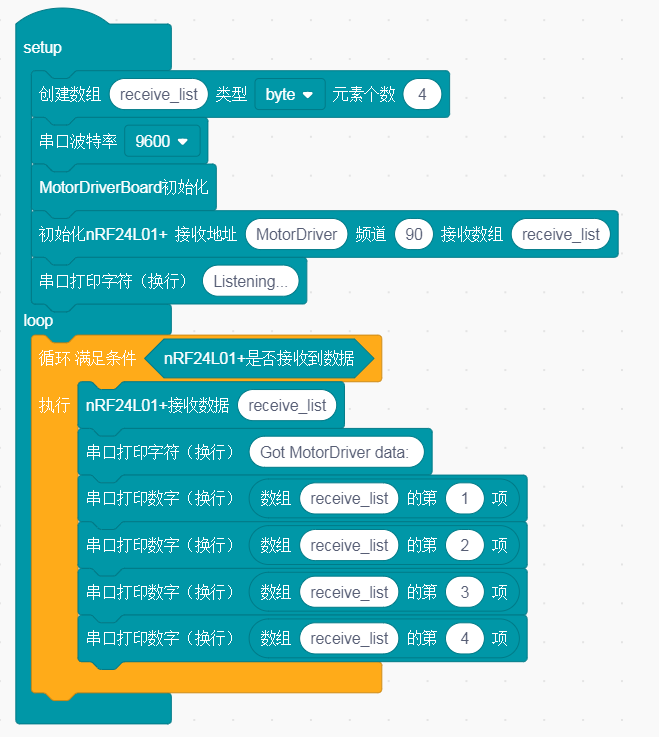 setup
创建数组 receive_list 类型 byte 元素个数 4
串口波特率 9600
MotorDriverBoard初始化
初始化nRF24L01+ 接收地址 MotorDriver 频道 90 接收数组 receive_list
串口打印字符（换行） Listening...
loop
循环 满足条件 nRF24L01+是否接收到数据
执行 nRF24L01+接收数据 receive_list
串口打印字符（换行） Got MotorDriver data:
串口打印数字（换行） 数组 receive_list 的第 1 项
串口打印数字（换行） 数组 receive_list 的第 2 项
串口打印数字（换行） 数组 receive_list 的第 3 项
串口打印数字（换行） 数组 receive_list 的第 4 项